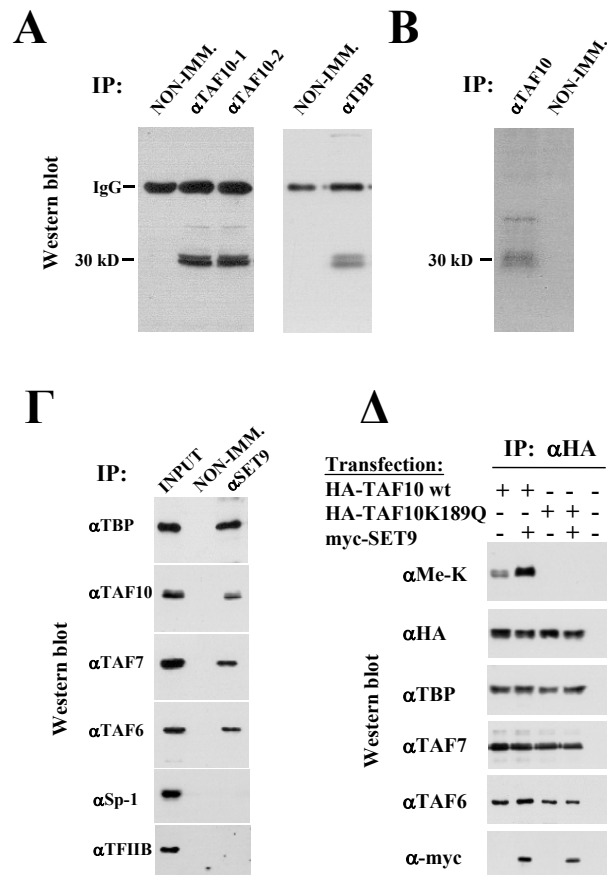 A
B
IP:
NON-IMM.
αTAF10-1
αTAF10-2
NON-IMM.
αTBP
IP:
αTAF10
NON-IMM.
Western blot
IgG
30 kD
30 kD
Γ
Δ
IP:
INPUT
NON-IMM.
αSET9
Western blot
αTBP
αTAF10
αTAF7
αTAF6
αSp-1
αTFIIB
IP: αHA
Transfection:
HA-TAF10 wt + + - - -
HA-TAF10K189Q - - + + -
myc-SET9 - + - + -
Western blot
αMe-K
αHA
αTBP
αTAF7
αTAF6
α-myc